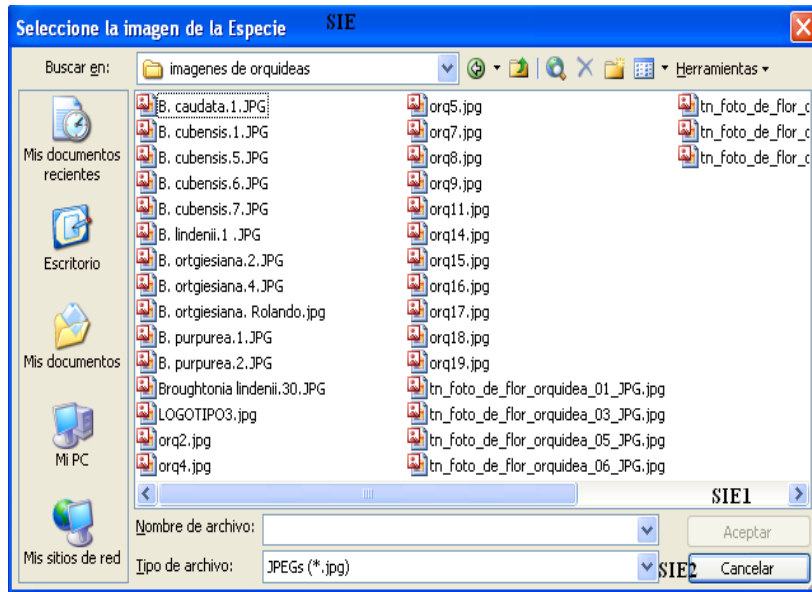 Seleccione la imagen de la Especie SIE
Buscar en: imagenes de orquideas Herramientas
Mis documentos recientes
Escritorio
Mis documentos
Mi PC
Mis sitios de red
B. caudata.1.JPG
B. cubensis.1.JPG
B. cubensis.5.JPG
B. cubensis.6.JPG
B. cubensis.7.JPG
B. lindenii.1 .JPG
B. ortgiesiana.2.JPG
B. ortgiesiana.4.JPG
B. ortgiesiana. Rolando.jpg
B. purpurea.1.JPG
B. purpurea.2.JPG
Broughtonia lindenii.30.JPG
LOGOTIPO3.jpg
orq2.jpg
orq4.jpg
orq5.jpg
orq7.jpg
orq8.jpg
orq9.jpg
orq11.jpg
orq14.jpg
orq15.jpg
orq16.jpg
orq17.jpg
orq18.jpg
orq19.jpg
tn_foto_de_flor_orquidea_01_JPG.jpg
tn_foto_de_flor_orquidea_03_JPG.jpg
tn_foto_de_flor_orquidea_05_JPG.jpg
tn_foto_de_flor_orquidea_06_JPG.jpg
tn_foto_de_flor_o
tn_foto_de_flor_o
tn_foto_de_flor_o
SIE1
Nombre de archivo: Aceptar
Tipo de archivo: JPEGs (*.jpg) SIE2 Cancelar